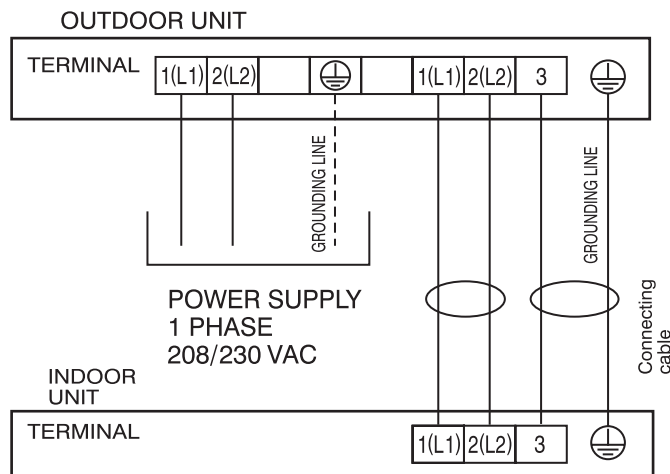 OUTDOOR UNIT
TERMINAL
1(L1) 2(L2) 1(L1) 2(L2) 3
GROUNDING LINE
GROUNDING LINE
POWER SUPPLY
1 PHASE
208/230 VAC
Connecting
cable
INDOOR
UNIT
TERMINAL
1(L1) 2(L2) 3